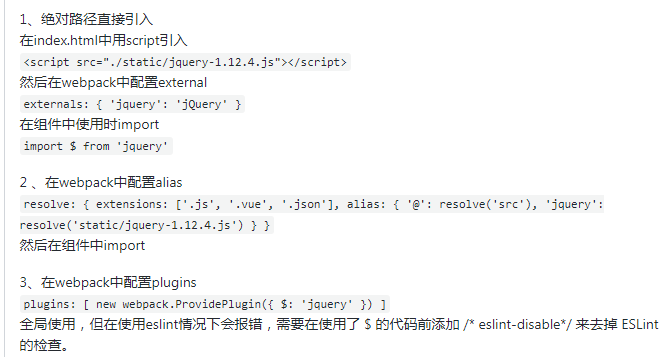 1、绝对路径直接引入
在index.html中用script引入
<script src="./static/jquery-1.12.4.js"></script>
然后在webpack中配置external
externals: { 'jquery': 'jQuery' }
在组件中使用时import
import $ from 'jquery'
2 、在webpack中配置alias
resolve: { extensions: ['.js', '.vue', '.json'], alias: { '@': resolve('src'), 'jquery':
resolve('static/jquery-1.12.4.js') } }
然后在组件中import
3、在webpack中配置plugins
plugins: [ new webpack.ProvidePlugin({ $: 'jquery' }) ]
全局使用，但在使用eslint情况下会报错，需要在使用了 $ 的代码前添加 /* eslint-disable*/ 来去掉 ESLint
的检查。